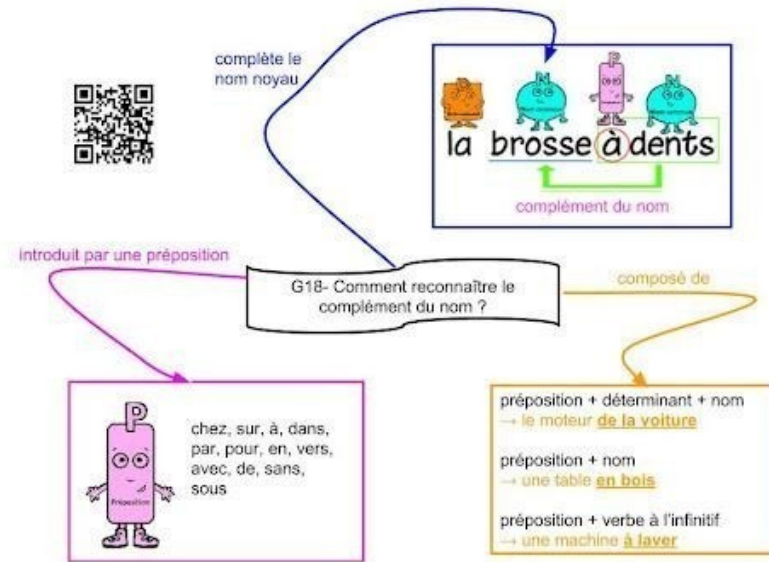 complète le
nom noyau
la brosse à dents
complément du nom
introduit par une préposition
G18- Comment reconnaître le
complément du nom ?
composé de
P
Préposition
chez, sur, à, dans,
par, pour, en, vers,
avec, de, sans,
sous
préposition + déterminant + nom
→ le moteur de la voiture
préposition + nom
→ une table en bois
préposition + verbe à l'infinitif
→ une machine à laver